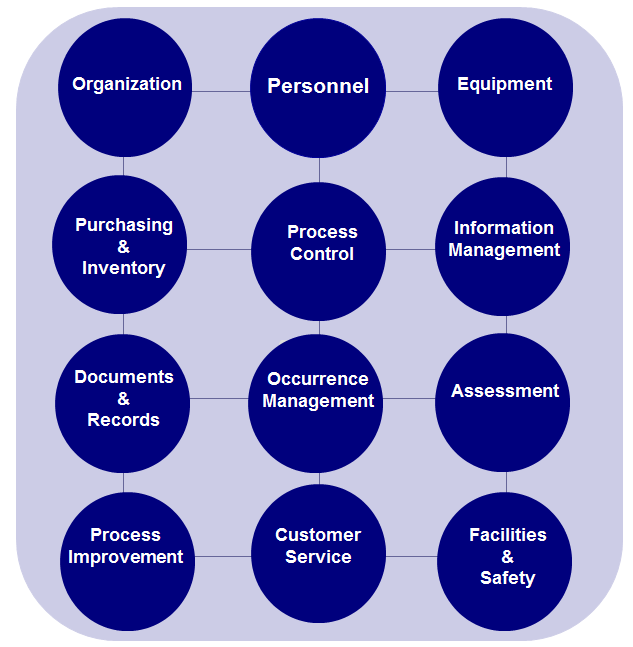 Organization
Personnel
Equipment
Purchasing
&
Inventory
Process
Control
Information
Management
Documents
&
Records
Occurrence
Management
Assessment
Process
Improvement
Customer
Service
Facilities
&
Safety